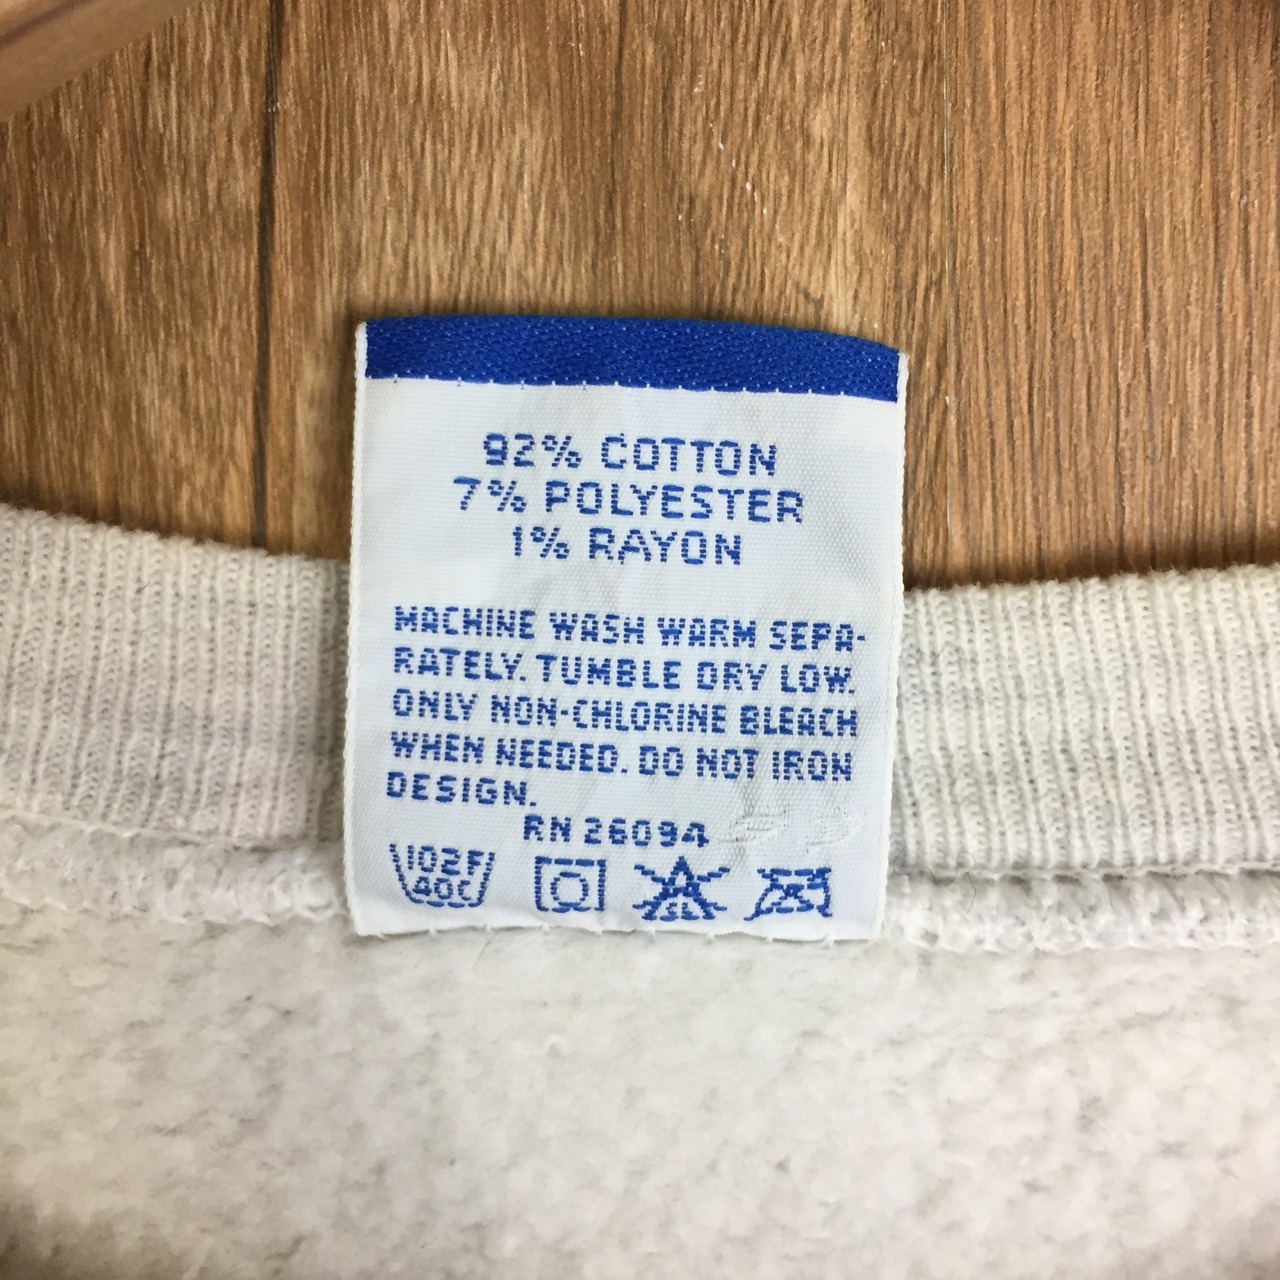 92% COTTON
7% POLYESTER
1% RAYON
MACHINE WASH WARM SEPA-
RATELY. TUMBLE DRY LOW.
ONLY NON-CHLORINE BLEACH
WHEN NEEDED. DO NOT IRON
DESIGN.
RN 26094
102F
40C
CL